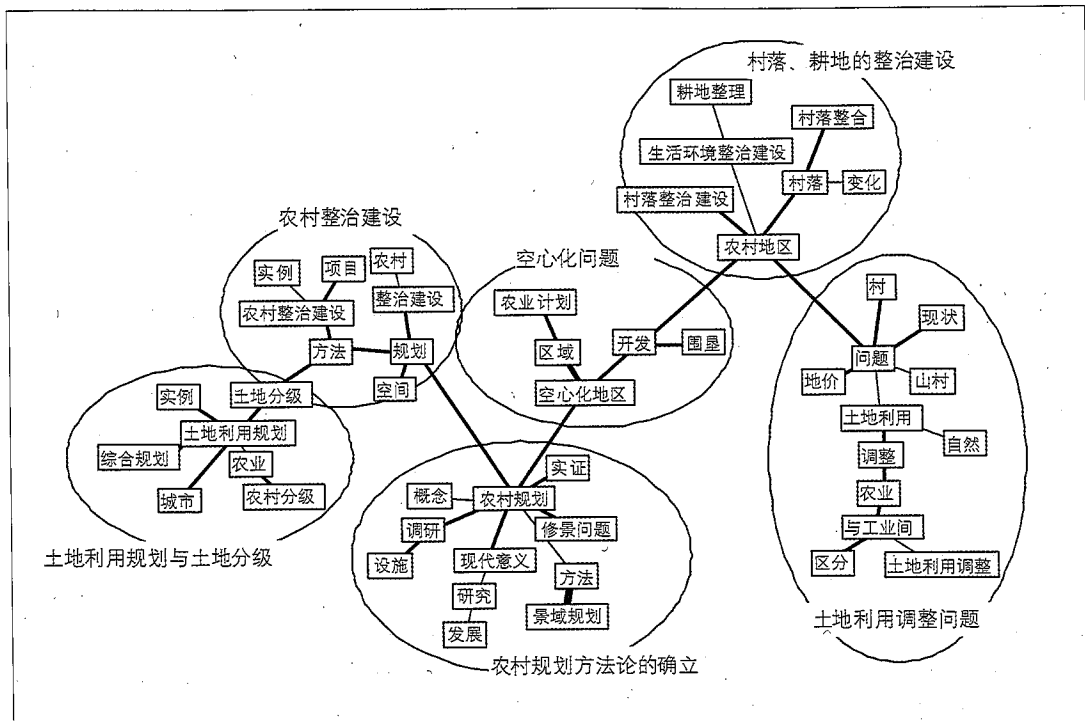 村落、耕地的整治建设
耕地整理
村落整合
生活环境整治建设
村落
变化
村落整治建设
农村地区
农村整治建设
实例
项目
农村
农村整治建设
整治建设
方法
规划
空间
土地分级
空心化问题
农业计划
区域
开发
围垦
空心化地区
村
现状
问题
地价
山村
土地利用
自然
调整
农业
与工业间
区分
土地利用调整
土地利用调整问题
实例
土地利用规划
综合规划
农业
城市
农村分级
土地利用规划与土地分级
实证
概念
农村规划
调研
修景问题
设施
现代意义
方法
研究
景域规划
发展
农村规划方法论的确立